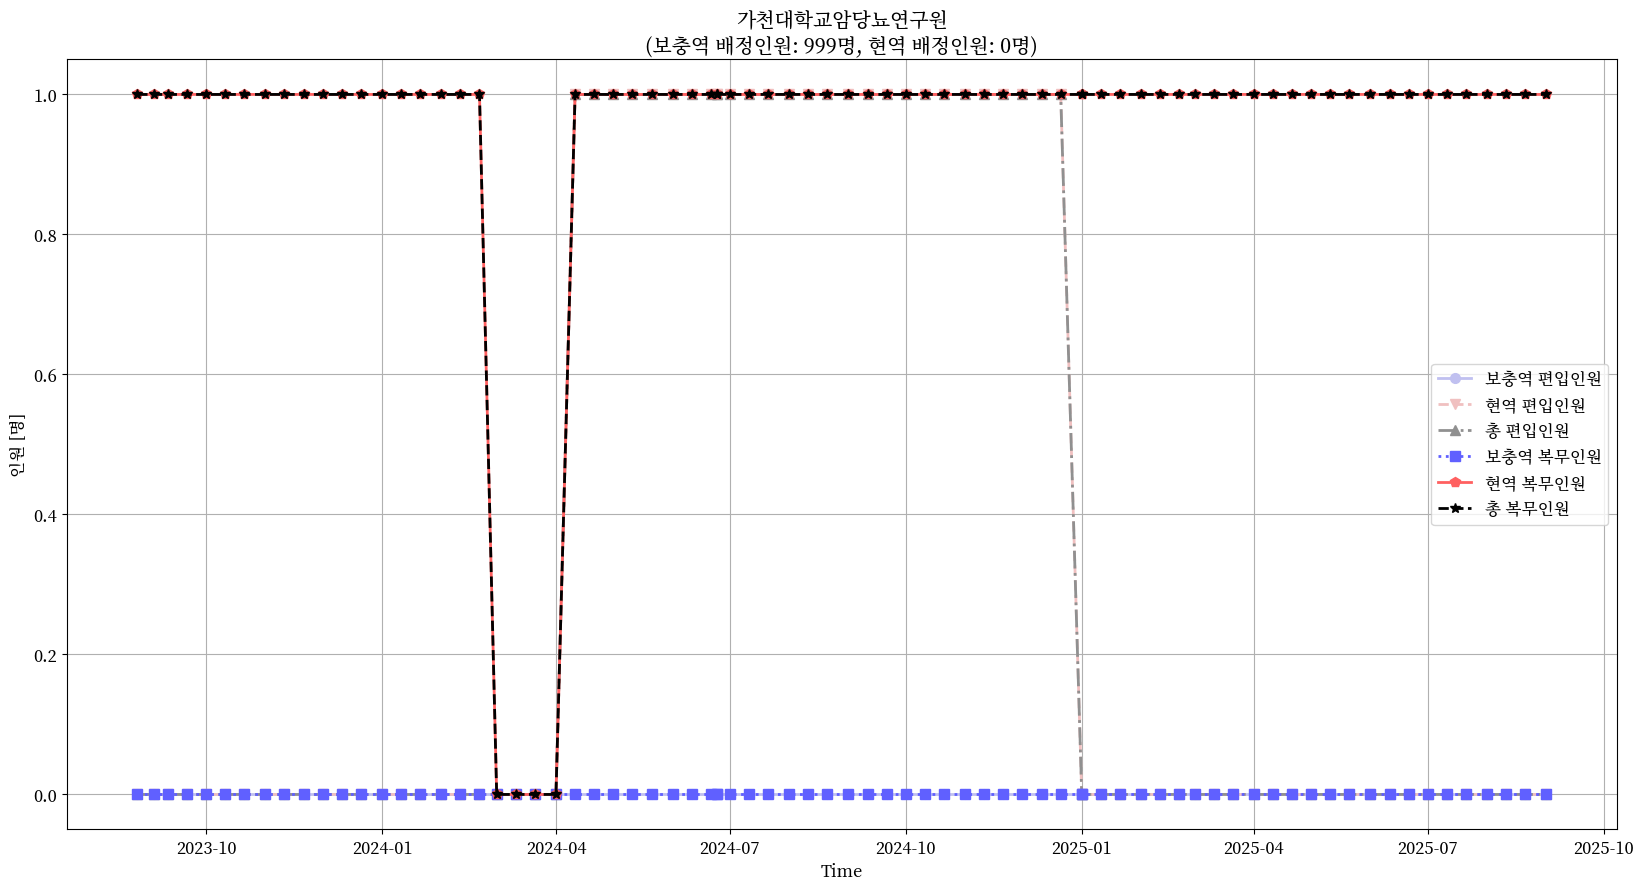 가천대학교암당뇨연구원
(보충역 배정인원: 999명, 현역 배정인원: 0명)
인원 [명]
1.0
0.8
0.6
0.4
0.2
0.0
보충역 편입인원
현역 편입인원
총 편입인원
보충역 복무인원
현역 복무인원
총 복무인원
2023-10 2024-01 2024-04 2024-07 2024-10 2025-01 2025-04 2025-07 2025-10
Time